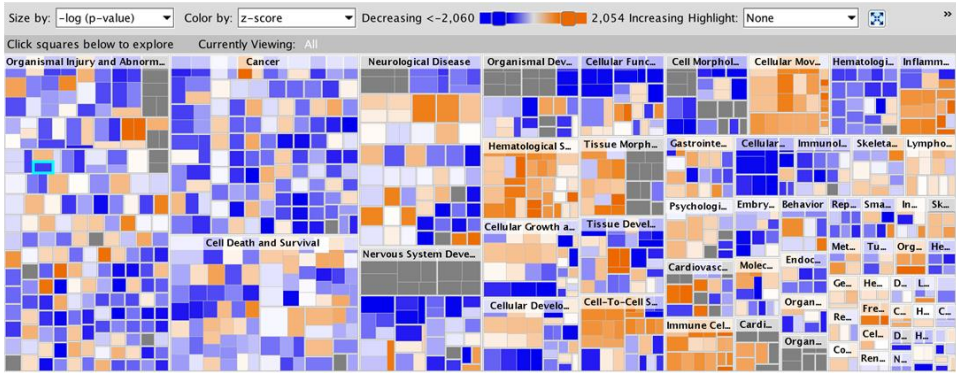 Size by: -log (p-value) Color by: z-score Decreasing <-2,060 2,054 Increasing Highlight: None »
Click squares below to explore Currently Viewing: All
Organismal Injury and Abnorm... Cancer Neurological Disease Organismal Dev... Cellular Func... Cell Morphol... Cellular Mov... Hematologi... Inflamm...
Hematological S... Tissue Morph... Gastrointe... Cellular... Immunol... Skeleta... Lympho...
Psychologi... Embry... Behavior Rep... Sma... In... Sk...
Cellular Growth a... Tissue Devel...
Cell Death and Survival Met... Tu... Org... He...
Nervous System Deve... Cardiovasc... Molec... Endoc...
Ge... He... D... L...
Cellular Develo... Cell-To-Cell S... Organ... Fre... C... H... C...
Re...
Immune Cel... Cardi... Cel... D... H...
Organ... Co... Ren... N...